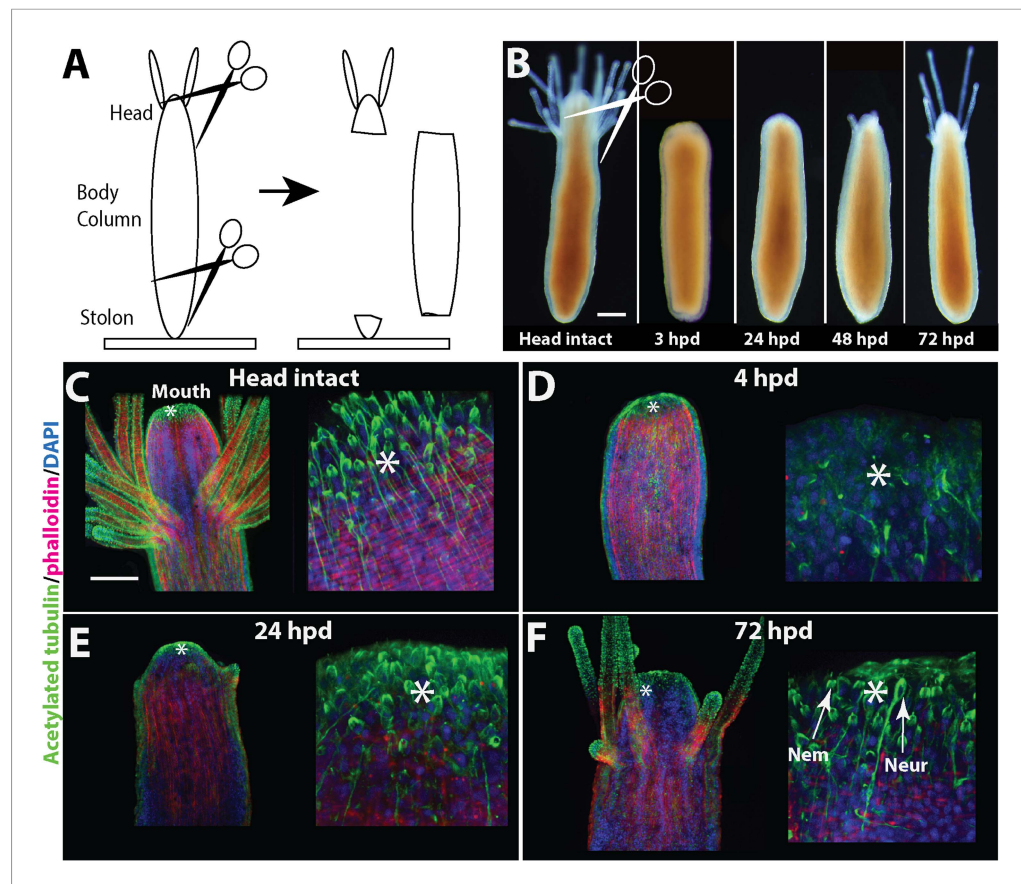 A
Head
Body
Column
Stolon
B
Head intact
3 hpd
24 hpd
48 hpd
72 hpd
Acetylated tubulin/phalloidin/DAPI
C
Head intact
Mouth
*
*
D
4 hpd
*
*
E
24 hpd
*
*
F
72 hpd
*
*
Nem
Neur